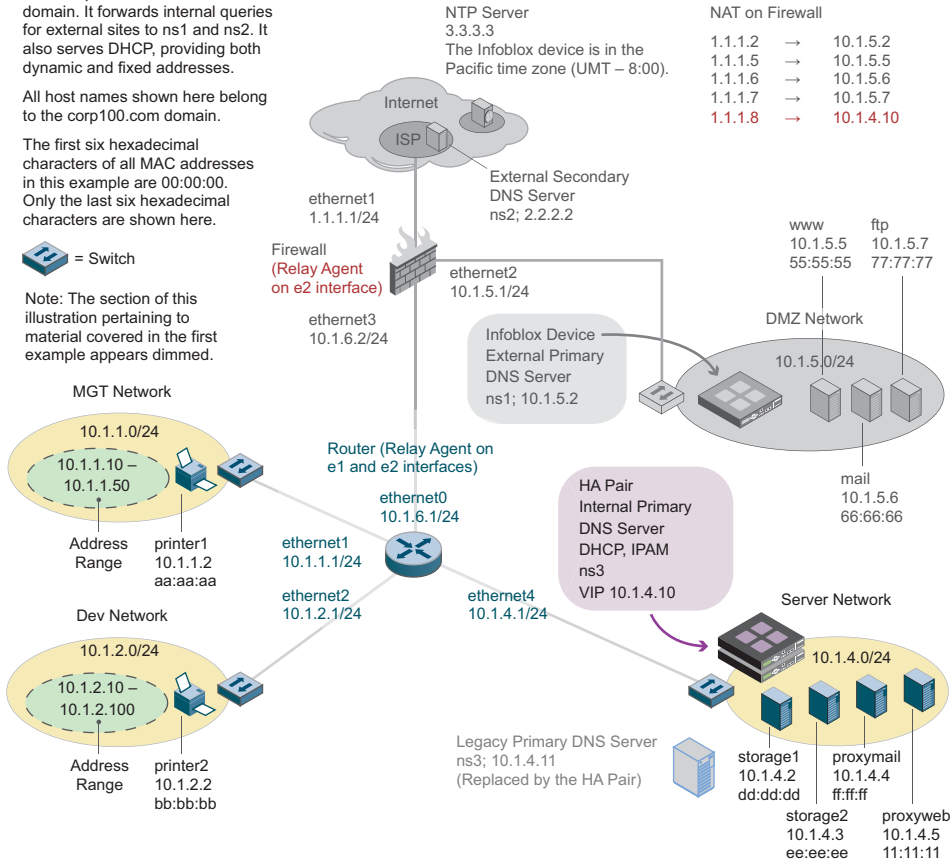 domain. It forwards internal queries
for external sites to ns1 and ns2. It
also serves DHCP, providing both
dynamic and fixed addresses.
All host names shown here belong
to the corp100.com domain.
The first six hexadecimal
characters of all MAC addresses
in this example are 00:00:00.
Only the last six hexadecimal
characters are shown here.
= Switch
Note: The section of this
illustration pertaining to
material covered in the first
example appears dimmed.
NTP Server
3.3.3.3
The Infoblox device is in the
Pacific time zone (UMT – 8:00).
NAT on Firewall
1.1.1.2 → 10.1.5.2
1.1.1.5 → 10.1.5.5
1.1.1.6 → 10.1.5.6
1.1.1.7 → 10.1.5.7
1.1.1.8 → 10.1.4.10
Internet
ISP
External Secondary
DNS Server
ns2; 2.2.2.2
ethernet1
1.1.1.1/24
Firewall
(Relay Agent
on e2 interface)
ethernet2
10.1.5.1/24
ethernet3
10.1.6.2/24
www
10.1.5.5
55:55:55
ftp
10.1.5.7
77:77:77
DMZ Network
10.1.5.0/24
Infoblox Device
External Primary
DNS Server
ns1; 10.1.5.2
mail
10.1.5.6
66:66:66
MGT Network
10.1.1.0/24
10.1.1.10 –
10.1.1.50
Address
Range
printer1
10.1.1.2
aa:aa:aa
Router (Relay Agent on
e1 and e2 interfaces)
ethernet0
10.1.6.1/24
ethernet1
10.1.1.1/24
ethernet2
10.1.2.1/24
ethernet4
10.1.4.1/24
HA Pair
Internal Primary
DNS Server
DHCP, IPAM
ns3
VIP 10.1.4.10
Dev Network
10.1.2.0/24
10.1.2.10 –
10.1.2.100
Address
Range
printer2
10.1.2.2
bb:bb:bb
Server Network
10.1.4.0/24
Legacy Primary DNS Server
ns3; 10.1.4.11
(Replaced by the HA Pair)
storage1
10.1.4.2
dd:dd:dd
proxymail
10.1.4.4
ff:ff:ff
storage2
10.1.4.3
ee:ee:ee
proxyweb
10.1.4.5
11:11:11